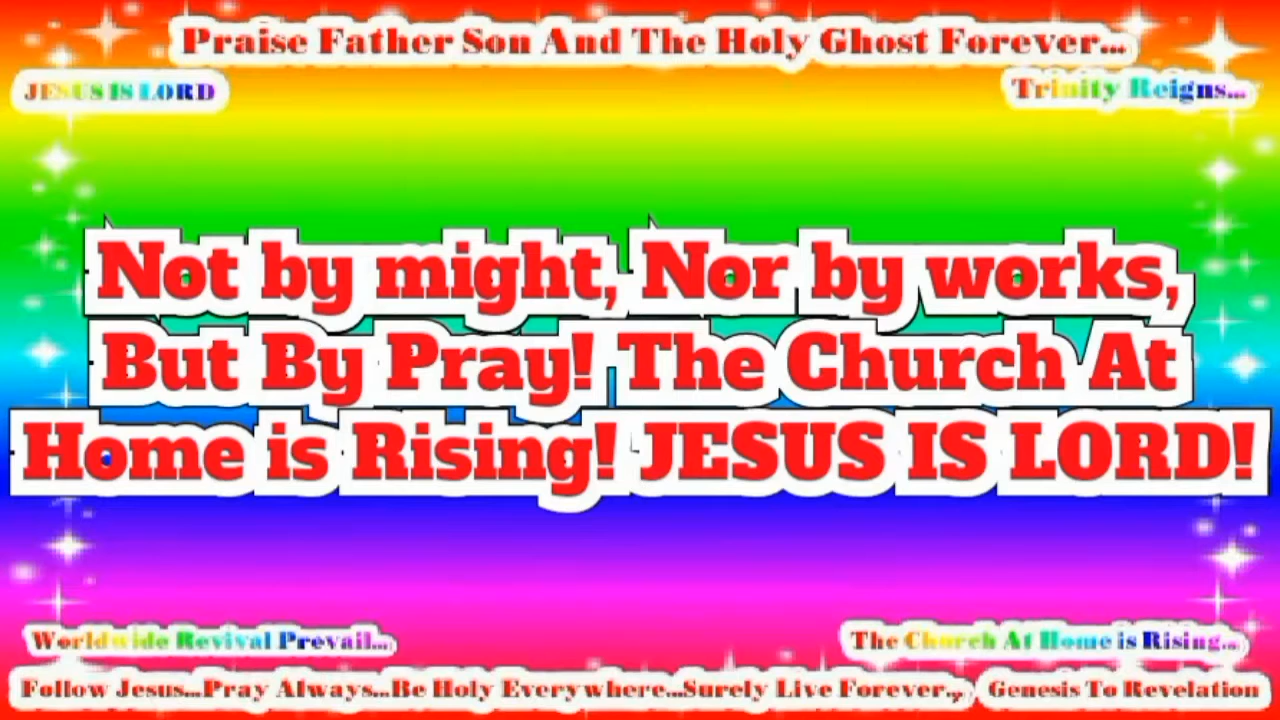 Praise Father Son And The Holy Ghost Forever...
JESUS IS LORD
Trinity Reigns...
Not by might, Nor by works,
But By Pray! The Church At
Home is Rising! JESUS IS LORD!
Worldwide Revival Prevail...
The Church At Home is Rising...
Follow Jesus...Pray Always...Be Holy Everywhere...Surely Live Forever..., Genesis To Revelation